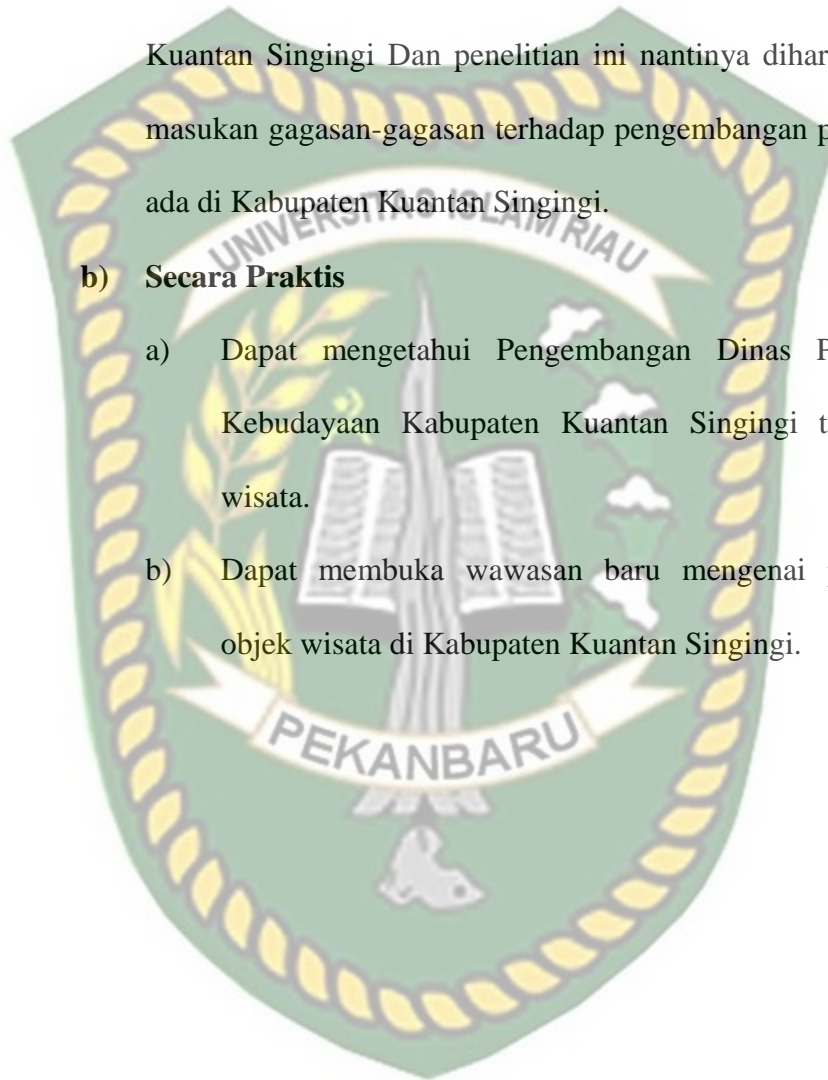 Kuantan Singingi Dan penelitian ini nantinya dihar
masukan gagasan-gagasan terhadap pengembangan p
ada di Kabupaten Kuantan Singingi.
UNIVERSITAS ISLAM RIAU
b) Secara Praktis
a) Dapat mengetahui Pengembangan Dinas P
Kebudayaan Kabupaten Kuantan Singingi t
wisata.
b) Dapat membuka wawasan baru mengenai
objek wisata di Kabupaten Kuantan Singingi.
PEKANBARU